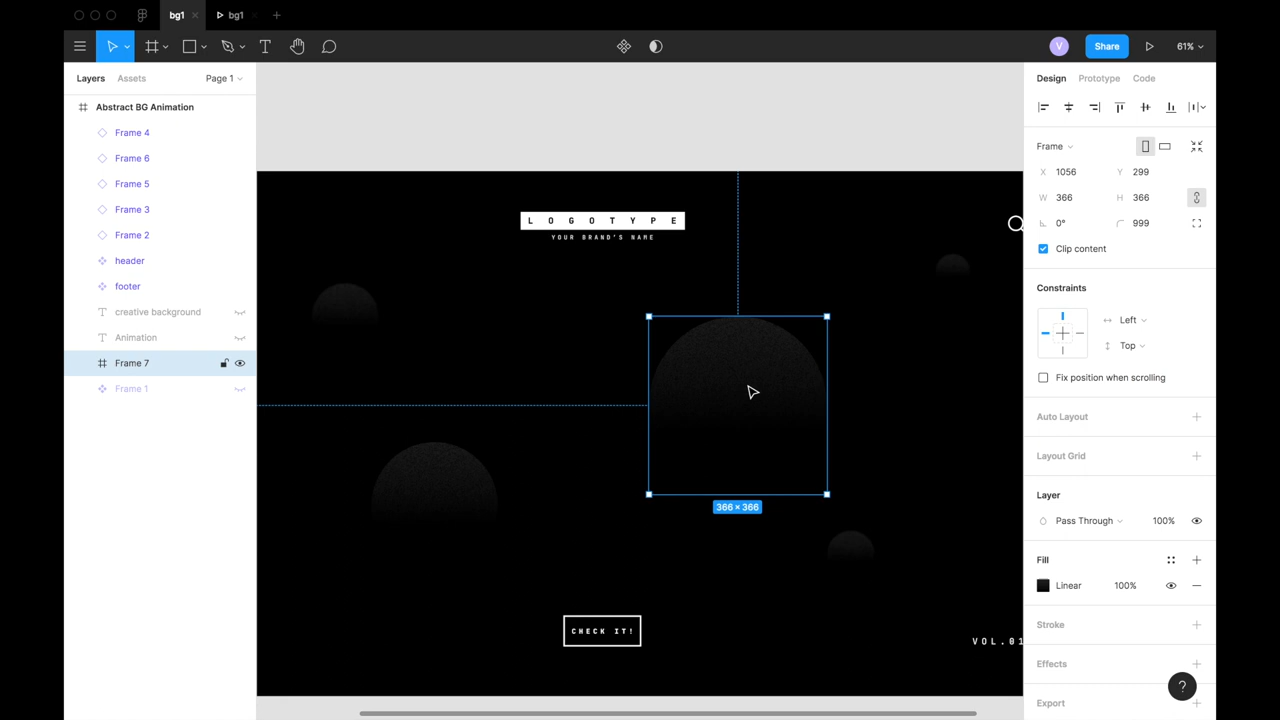 bg1
bg1
V
Share
61%
Layers
Assets
Page 1
Abstract BG Animation
Frame 4
Frame 6
Frame 5
Frame 3
Frame 2
header
footer
creative background
Animation
Frame 7
Frame 1
LOGOTYPE
YOUR BRAND'S NAME
366 × 366
CHECK IT!
VOL.01
Design
Prototype
Code
Frame
X 1056 Y 299
W 366 H 366
0° 999
Clip content
Constraints
Left
Top
Fix position when scrolling
Auto Layout
Layout Grid
Layer
Pass Through 100%
Fill
Linear 100%
Stroke
Effects
Export
?